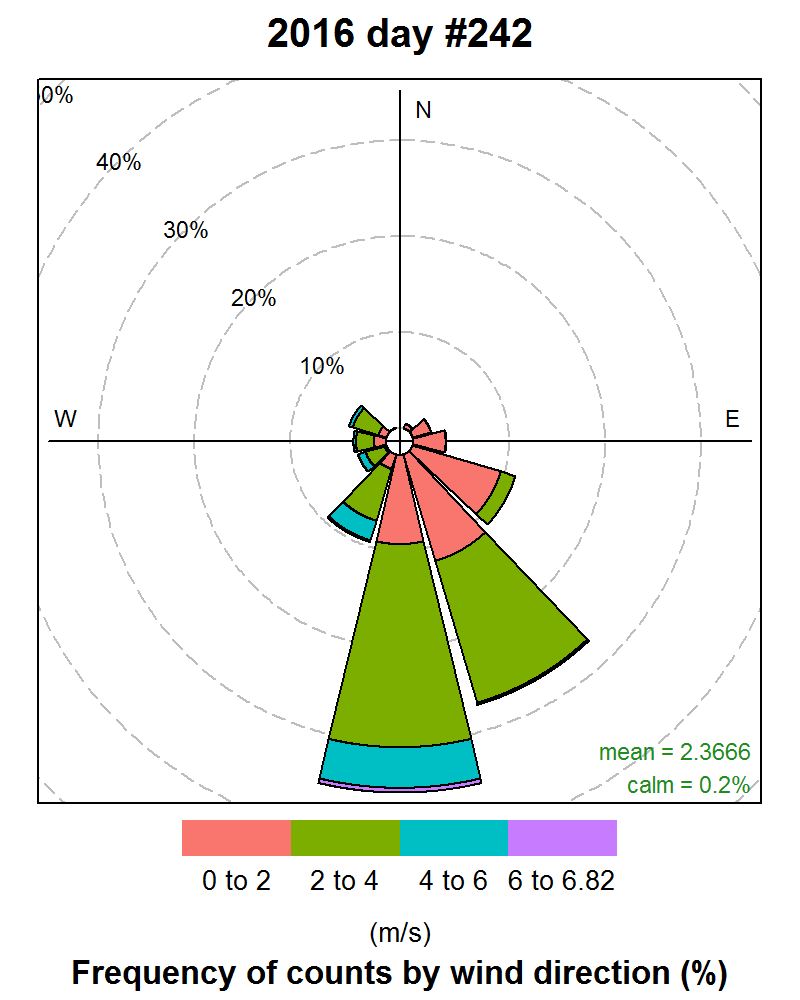 2016 day #242
0%
N
40%
30%
20%
10%
W
E
mean = 2.3666
calm = 0.2%
0 to 2 2 to 4 4 to 6 6 to 6.82
(m/s)
Frequency of counts by wind direction (%)